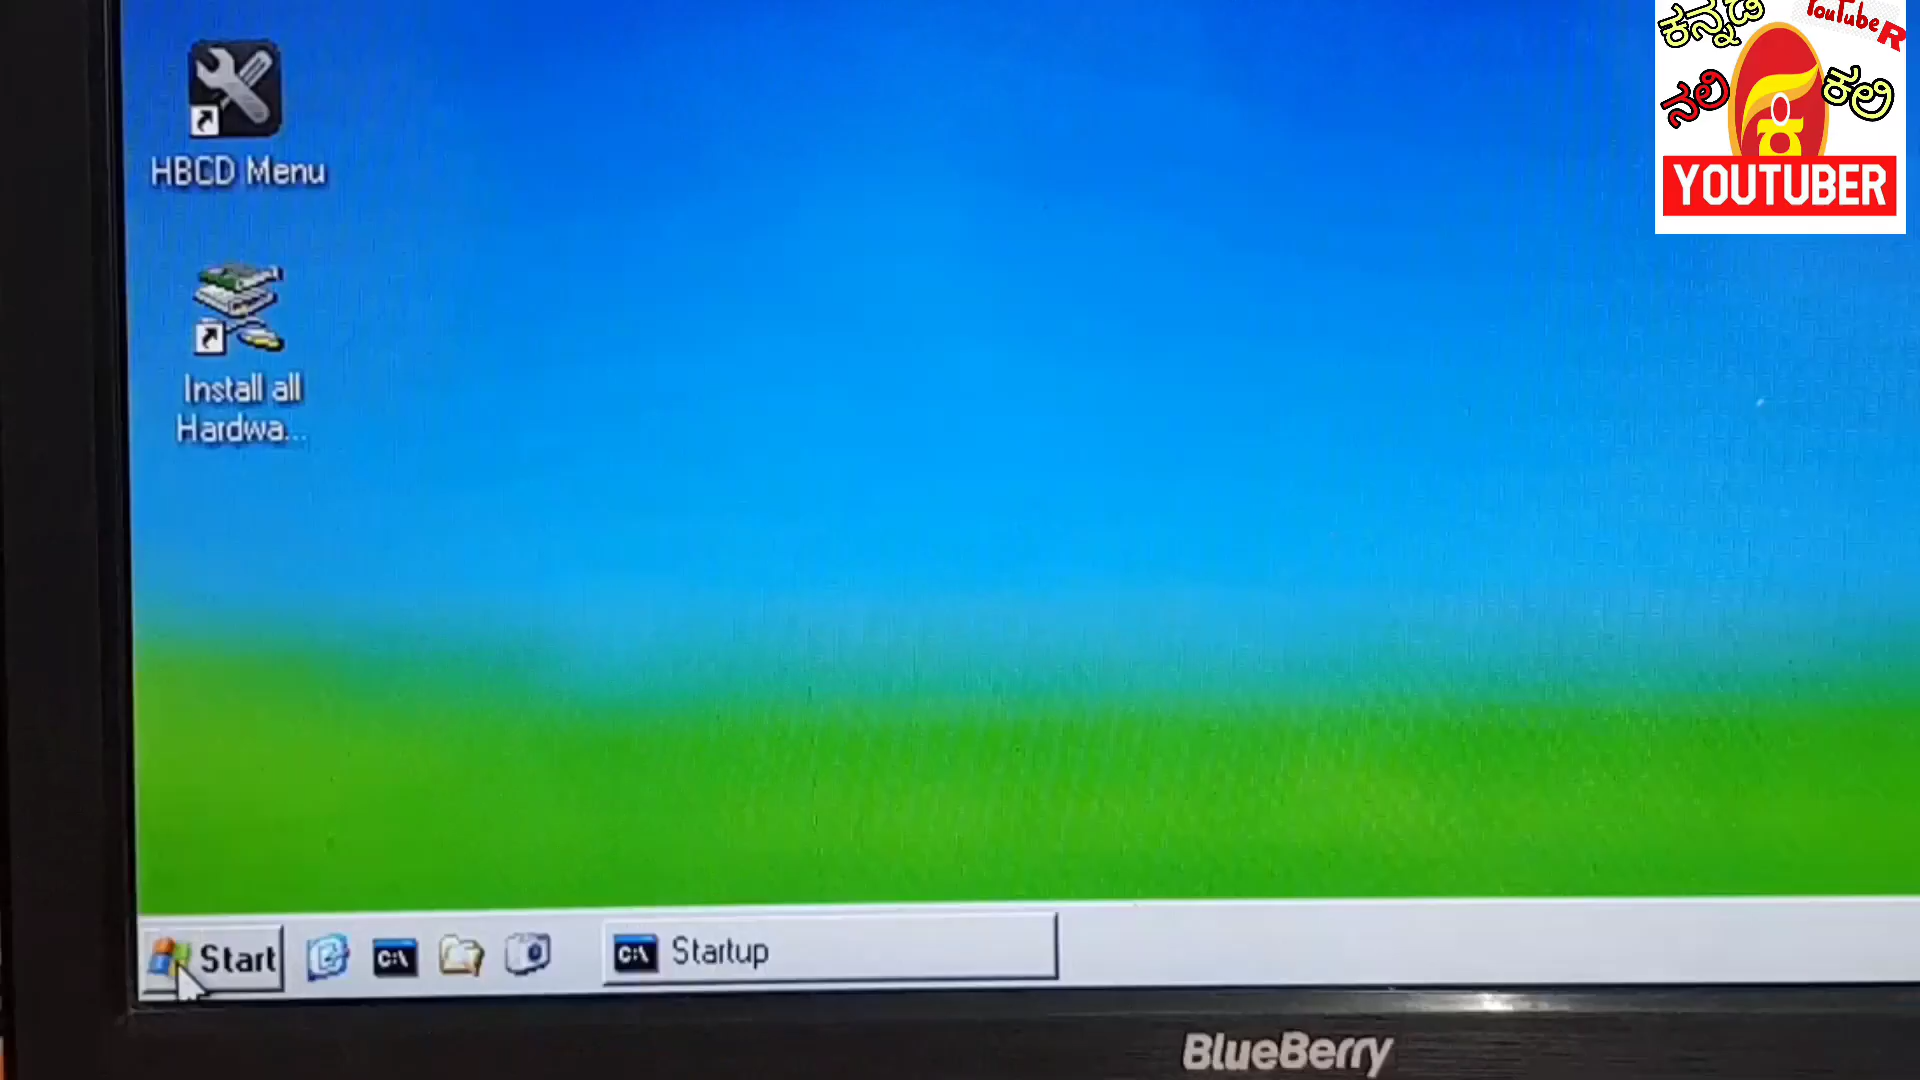 ಕನ್ನಡ
YouTubeR
ನಲಿ
ಕಲಿ
ಕ
YOUTUBER
HBCD Menu
Install all
Hardwa...
Start
C:\
C:\
Startup
BlueBerry